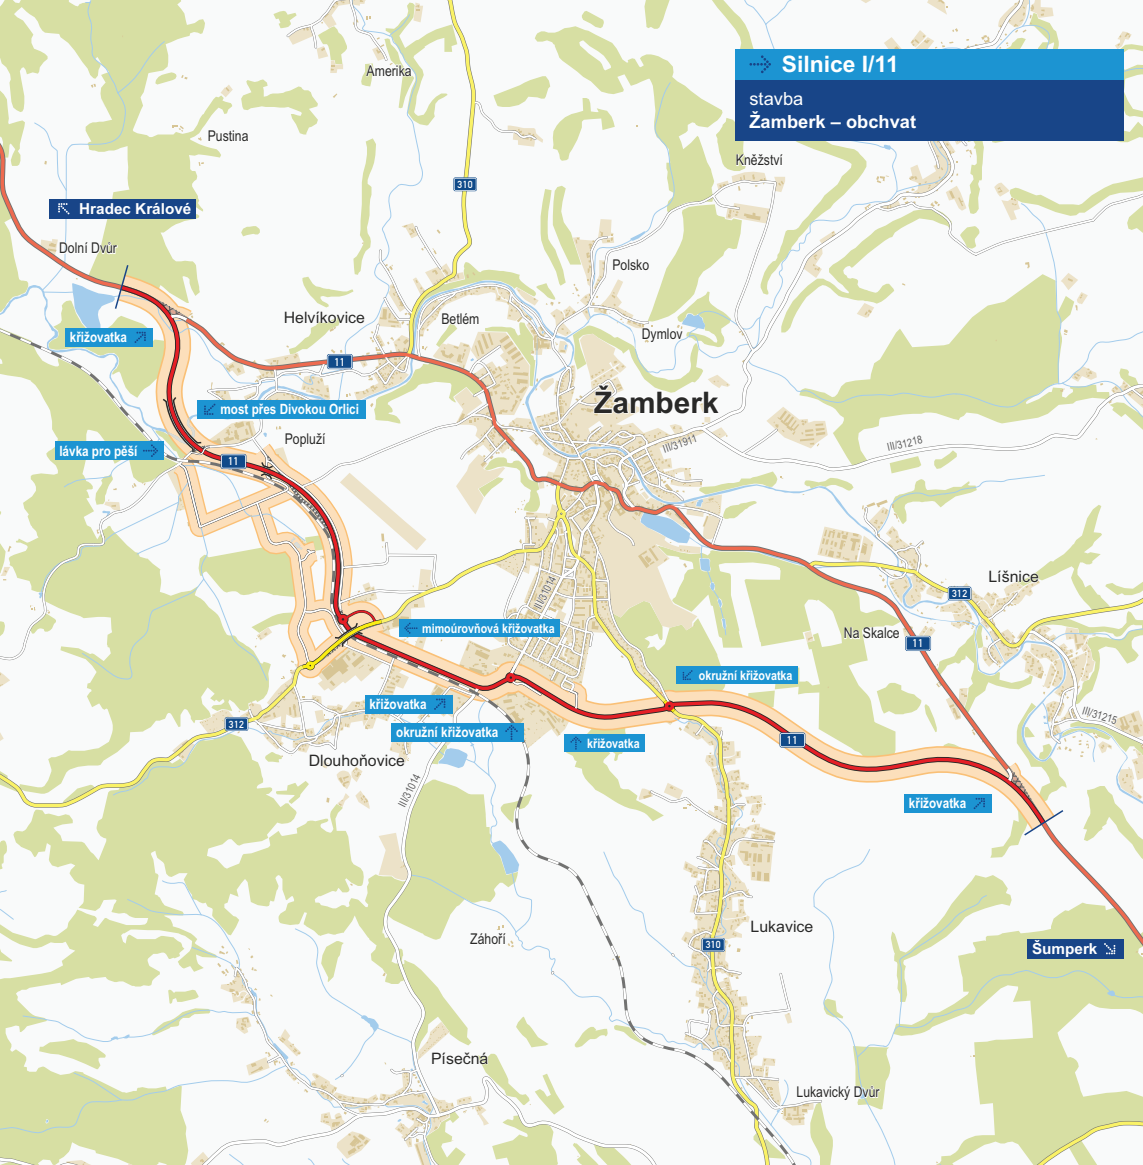 Silnice I/11
stavba
Žamberk – obchvat
Amerika
Pustina
Kněžství
310
Hradec Králové
Dolní Dvůr
Polsko
Helvíkovice
Betlém
křižovatka
Dymlov
11
Žamberk
most přes Divokou Orlici
Popluží
III/31911
III/31218
lávka pro pěší
11
III/31014
Líšnice
312
mimoúrovňová křižovatka
Na Skalce
11
okružní křižovatka
křižovatka
III/31215
312
okružní křižovatka
křižovatka
11
Dlouhoňovice
III/31014
křižovatka
Lukavice
Záhoří
310
Šumperk
Písečná
Lukavický Dvůr